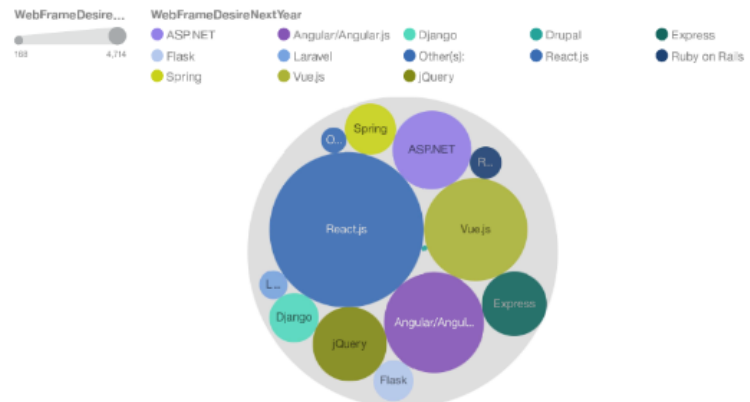 WebFrameDesire...
WebFrameDesireNextYear
168
4,714
ASP.NET
Angular/Angular.js
Django
Drupal
Express
Flask
Laravel
Other(s):
React.js
Ruby on Rails
Spring
Vue.js
jQuery
O...
Spring
ASP.NET
R...
React.js
Vue.js
L...
Django
jQuery
Angular/Angul...
Express
Flask